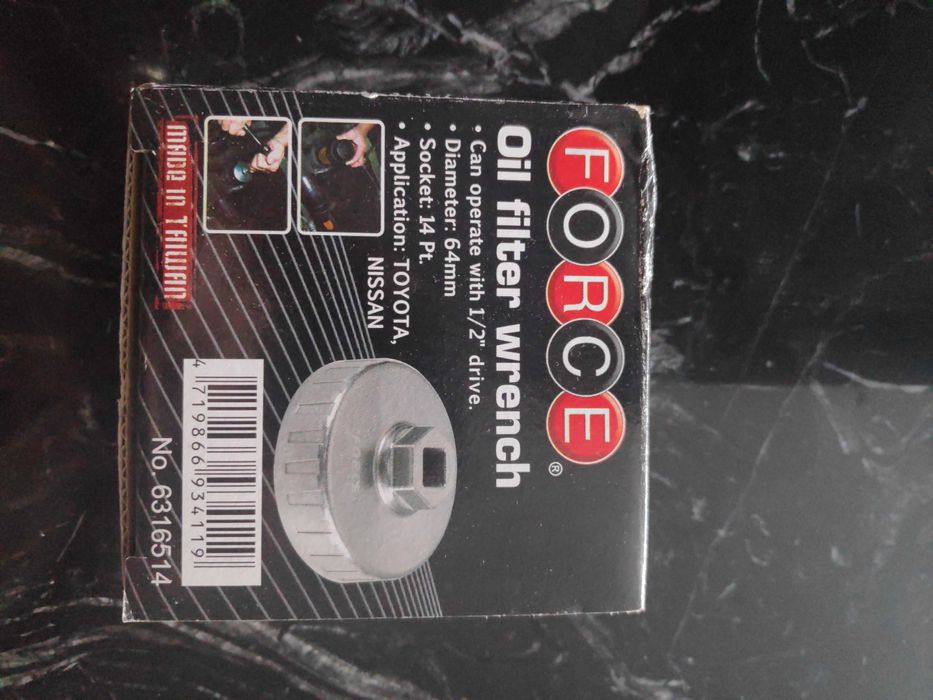 FORCE®
Oil filter wrench
• Can operate with 1/2" drive.
• Diameter: 64mm
• Socket: 14 Pt.
• Application: TOYOTA,
NISSAN
MADE IN TAIWAN
4 719866 934119
No. 6316514